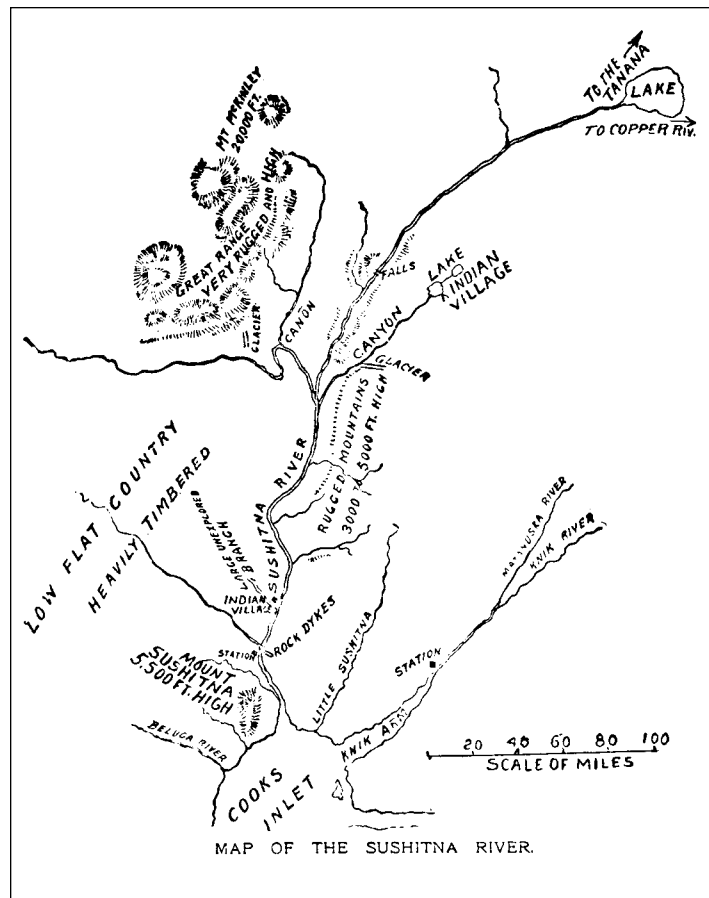 TO THE
TANANA
LAKE
TO COPPER RIV.
MT MCKINLEY
20,000 FT.
GREAT RANGE
VERY RUGGED AND HIGH
GLACIER
CAÑON
FALLS
LAKE
INDIAN
VILLAGE
CANYON
GLACIER
RUGGED MOUNTAINS
3000 TO 5000 FT. HIGH
SUSHITNA RIVER
LOW FLAT COUNTRY
HEAVILY TIMBERED
LARGE UNEXPLORED
BRANCH
INDIAN
VILLAGE
ROCK DYKES
STATION
MOUNT
SUSHITNA
5,500 FT. HIGH
BELUGA RIVER
LITTLE SUSHITNA
KNIK RIVER
STATION
KNIK
COOKS
INLET
20 40 60 80 100
SCALE OF MILES
MAP OF THE SUSHITNA RIVER.